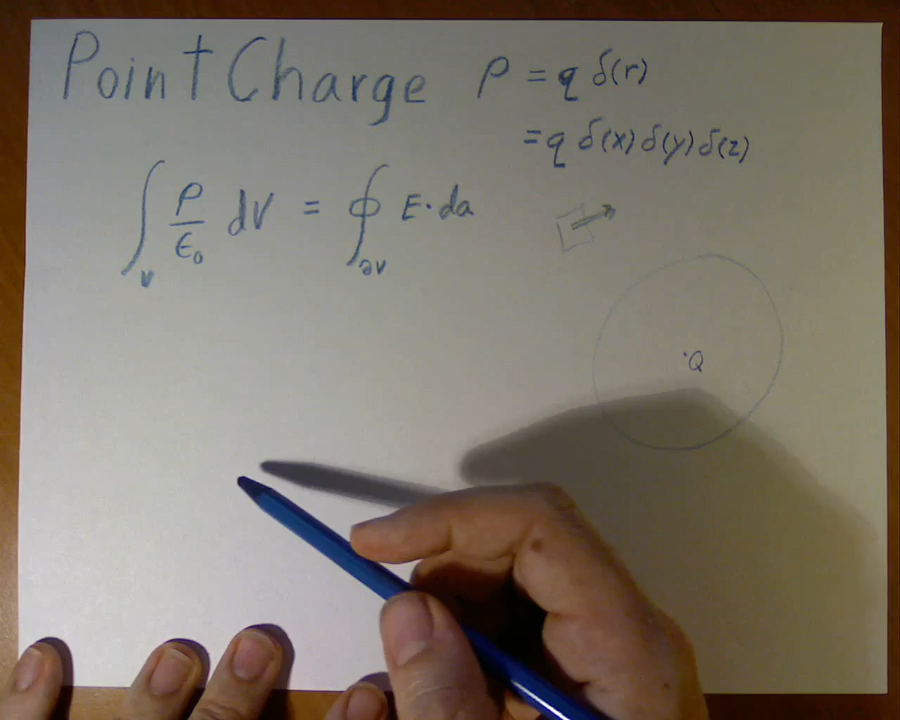 Point Charge ρ = q δ(r)
= q δ(x) δ(y) δ(z)
∫_V ρ/ϵ₀ dV = ∮_∂V E · da
·Q